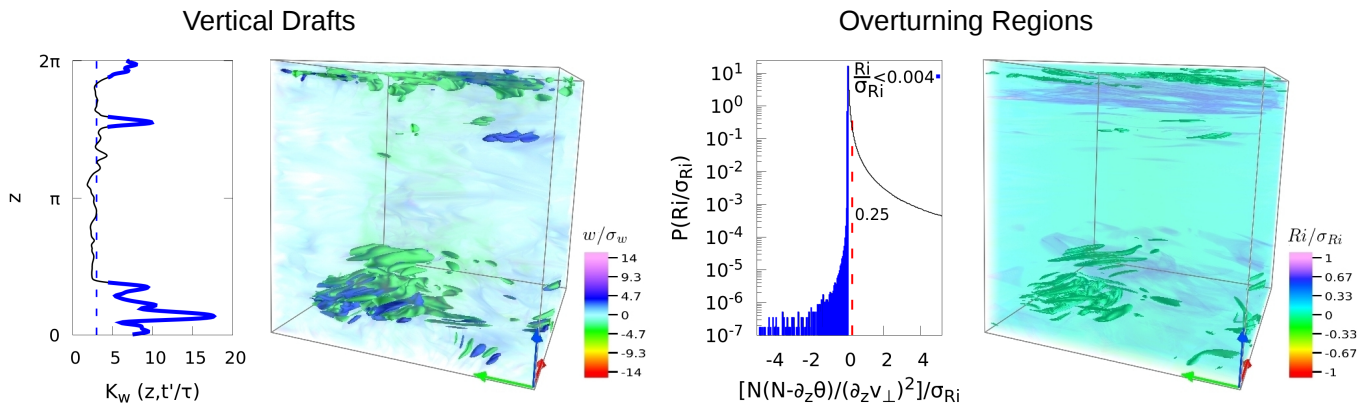 Vertical Drafts
Overturning Regions
2π
π
0
z
0 5 10 15 20
K_w (z,t'/τ)
w/σ_w
14
9.3
4.7
0
-4.7
-9.3
-14
10^1
10^0
10^-1
10^-2
10^-3
10^-4
10^-5
10^-6
10^-7
P(Ri/σ_Ri)
Ri/σ_Ri<0.004
0.25
-4 -2 0 2 4
[N(N-∂_zθ)/(∂_zv_⊥)^2]/σ_Ri
Ri/σ_Ri
1
0.67
0.33
0
-0.33
-0.67
-1